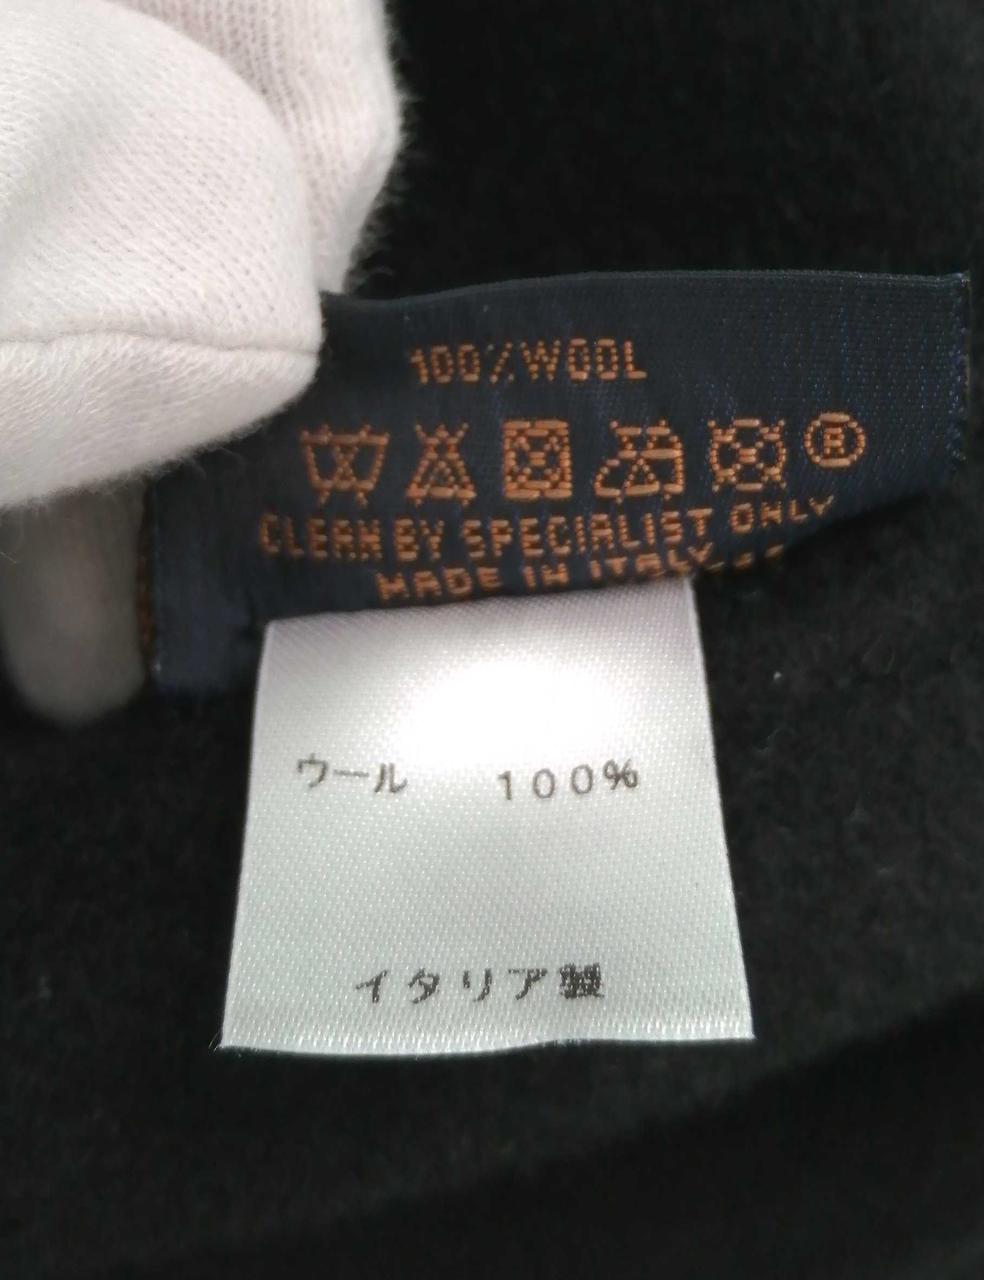 100%WOOL
®
CLEAN BY SPECIALIST ONLY
MADE IN ITALY
ウール 100%
イタリア製